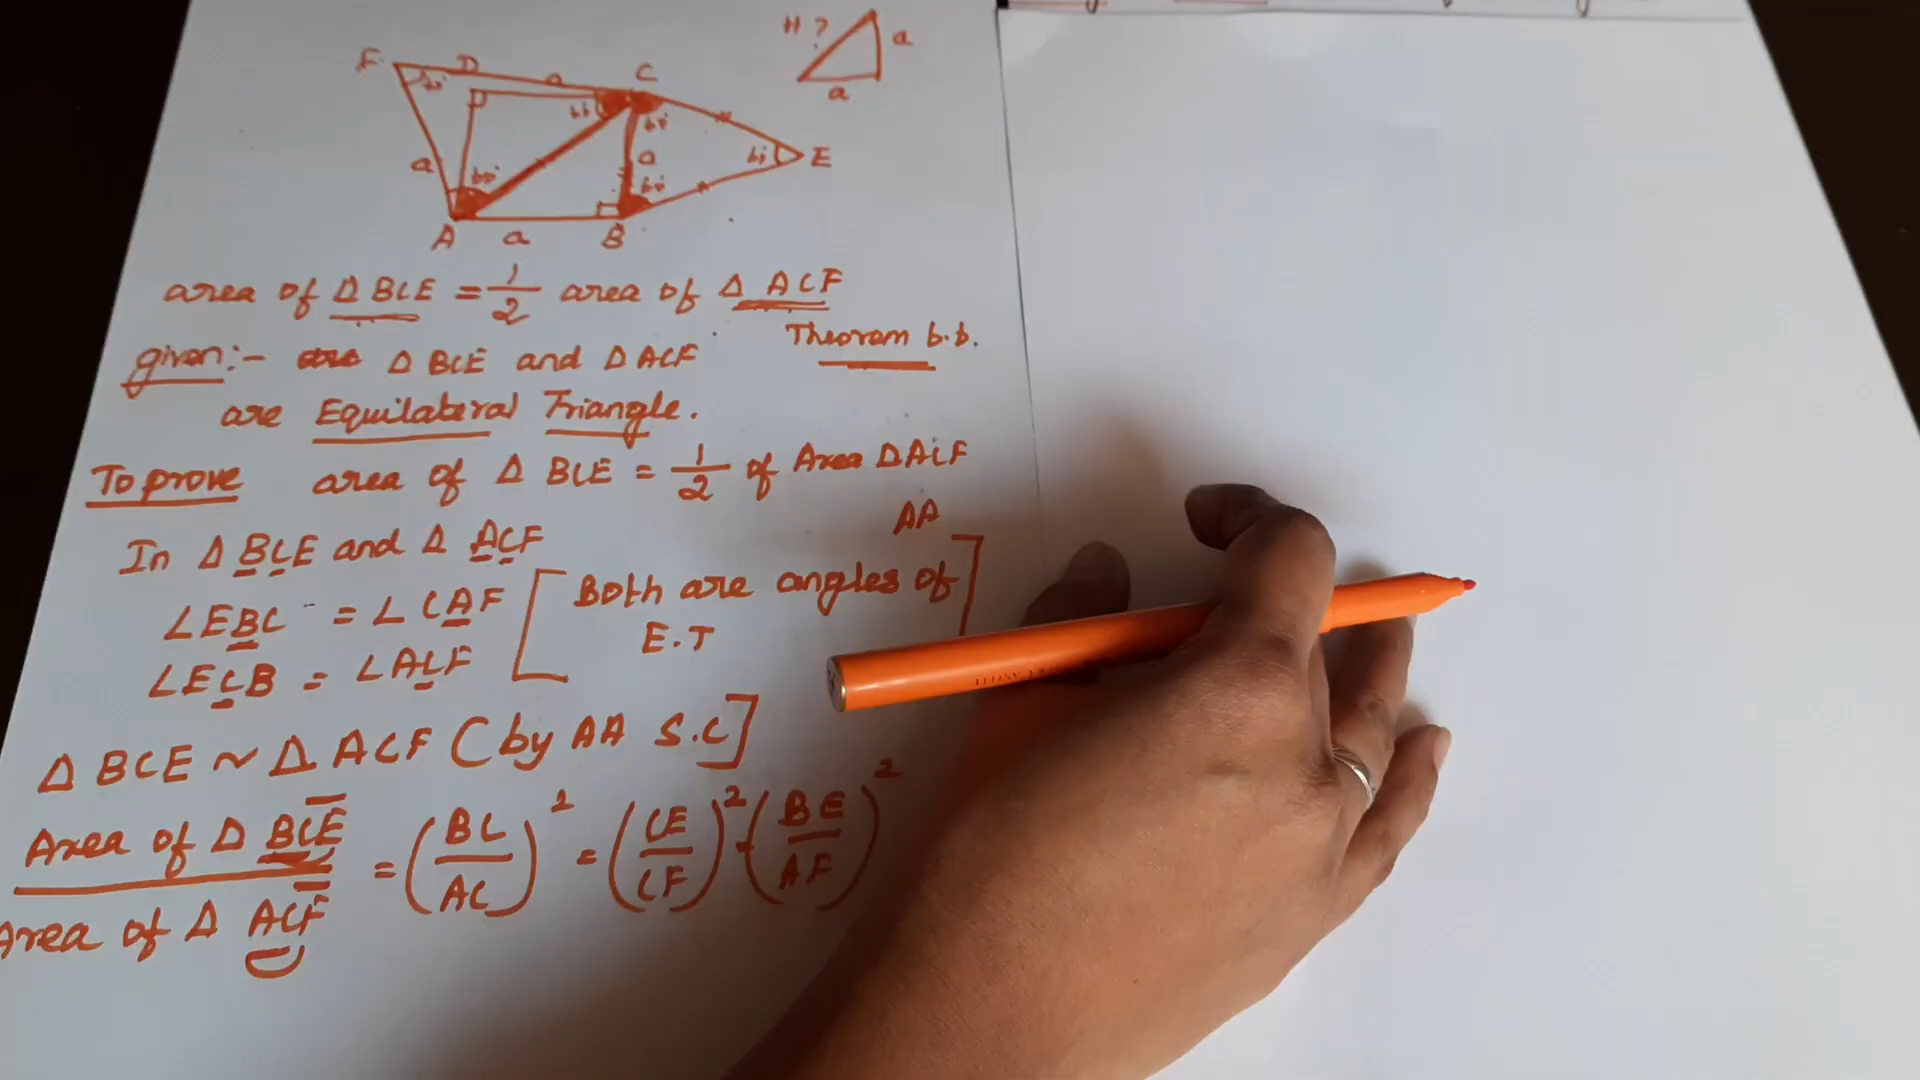 H ?
a
a
F D a C
60° 60 60°
a a 60° E
60° 60°
A a B
area of Δ BCE = 1/2 area of Δ ACF
Theoram 6.6.
given:- Δ BCE and Δ ACF
are Equilateral Triangle.
To prove area of Δ BCE = 1/2 of Area Δ ACF
AA
In Δ BCE and Δ ACF
∠EBC = ∠CAF [Both are angles of
∠ECB = ∠ACF E.T]
Δ BCE ~ Δ ACF (by AA S.C]
Area of Δ BCE / Area of Δ ACF = (BC/AC)² = (CE/CF)² = (BE/AF)²